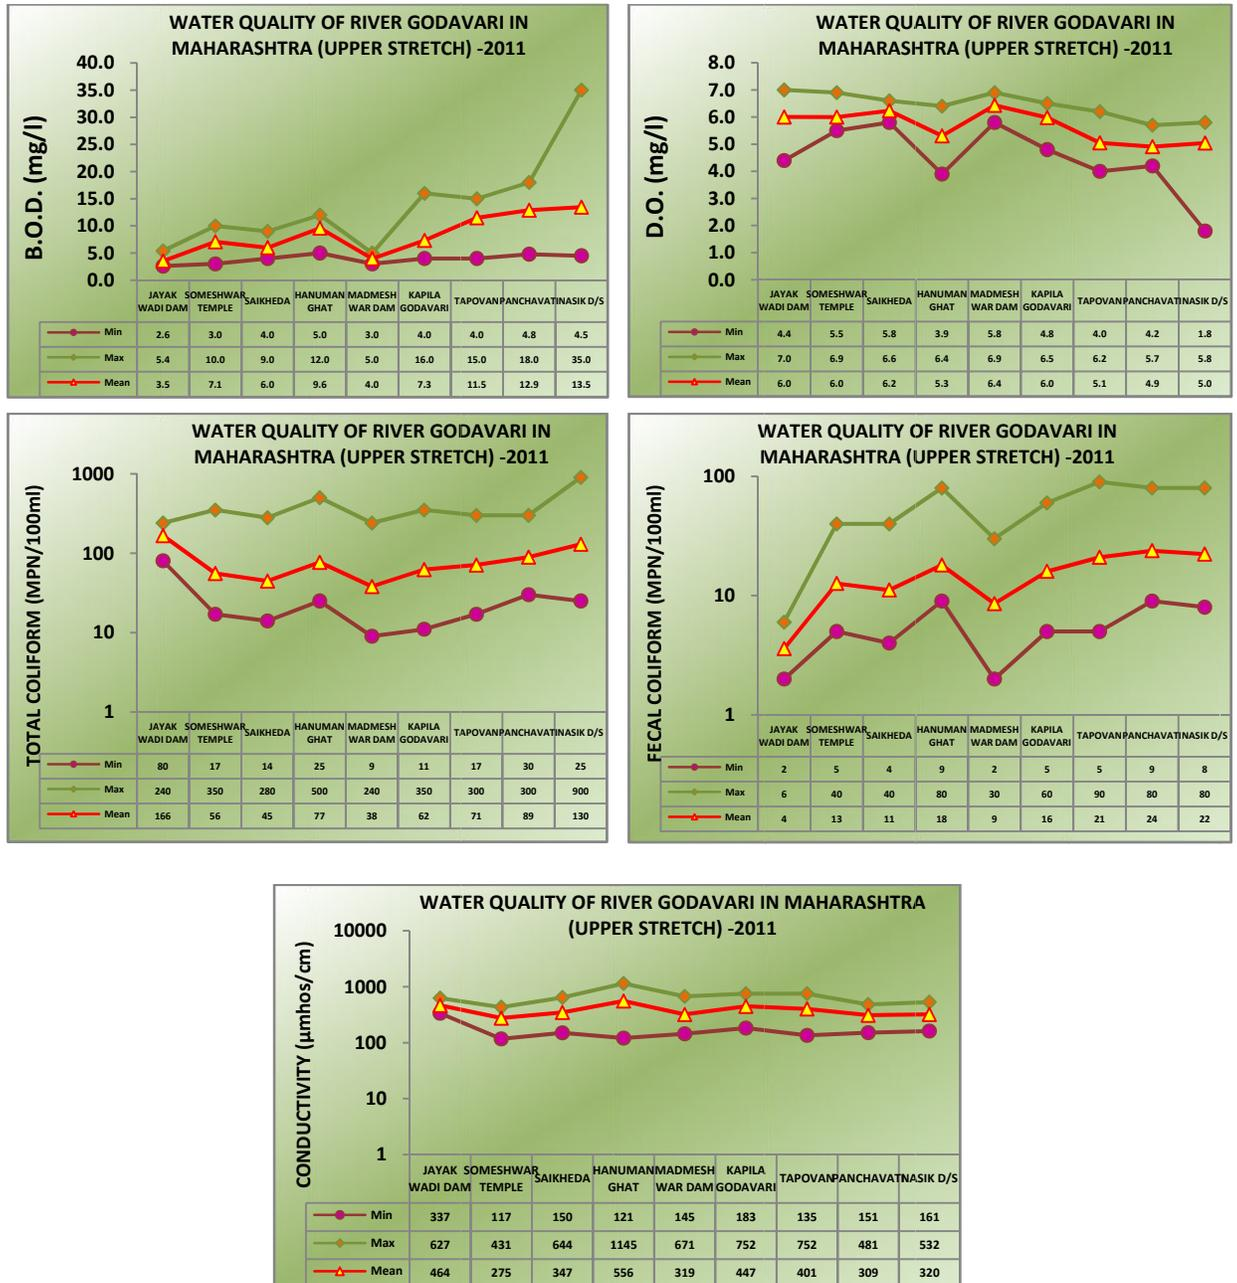 WATER QUALITY OF RIVER GODAVARI IN
MAHARASHTRA (UPPER STRETCH) -2011
B.O.D. (mg/l)
40.0
35.0
30.0
25.0
20.0
15.0
10.0
5.0
0.0
JAYAK WADI DAM SOMESHWAR TEMPLE SAIKHEDA HANUMAN GHAT MADMESH WAR DAM KAPILA GODAVARI TAPOVAN PANCHAVATI NASIK D/S
Min 2.6 3.0 4.0 5.0 3.0 4.0 4.0 4.8 4.5
Max 5.4 10.0 9.0 12.0 5.0 16.0 15.0 18.0 35.0
Mean 3.5 7.1 6.0 9.6 4.0 7.3 11.5 12.9 13.5
WATER QUALITY OF RIVER GODAVARI IN
MAHARASHTRA (UPPER STRETCH) -2011
D.O. (mg/l)
8.0
7.0
6.0
5.0
4.0
3.0
2.0
1.0
0.0
JAYAK WADI DAM SOMESHWAR TEMPLE SAIKHEDA HANUMAN GHAT MADMESH WAR DAM KAPILA GODAVARI TAPOVAN PANCHAVATI NASIK D/S
Min 4.4 5.5 5.8 3.9 5.8 4.8 4.0 4.2 1.8
Max 7.0 6.9 6.6 6.4 6.9 6.5 6.2 5.7 5.8
Mean 6.0 6.0 6.2 5.3 6.4 6.0 5.1 4.9 5.0
WATER QUALITY OF RIVER GODAVARI IN
MAHARASHTRA (UPPER STRETCH) -2011
TOTAL COLIFORM (MPN/100ml)
1000
100
10
1
JAYAK WADI DAM SOMESHWAR TEMPLE SAIKHEDA HANUMAN GHAT MADMESH WAR DAM KAPILA GODAVARI TAPOVAN PANCHAVATI NASIK D/S
Min 80 17 14 25 9 11 17 30 25
Max 240 350 280 500 240 350 300 300 900
Mean 166 56 45 77 38 62 71 89 130
WATER QUALITY OF RIVER GODAVARI IN
MAHARASHTRA (UPPER STRETCH) -2011
FECAL COLIFORM (MPN/100ml)
100
10
1
JAYAK WADI DAM SOMESHWAR TEMPLE SAIKHEDA HANUMAN GHAT MADMESH WAR DAM KAPILA GODAVARI TAPOVAN PANCHAVATI NASIK D/S
Min 2 5 4 9 2 5 5 9 8
Max 6 40 40 80 30 60 90 80 80
Mean 4 13 11 18 9 16 21 24 22
WATER QUALITY OF RIVER GODAVARI IN MAHARASHTRA
(UPPER STRETCH) -2011
CONDUCTIVITY (µmhos/cm)
10000
1000
100
10
1
JAYAK WADI DAM SOMESHWAR TEMPLE SAIKHEDA HANUMAN GHAT MADMESH WAR DAM KAPILA GODAVARI TAPOVAN PANCHAVATI NASIK D/S
Min 337 117 150 121 145 183 135 151 161
Max 627 431 644 1145 671 752 752 481 532
Mean 464 275 347 556 319 447 401 309 320